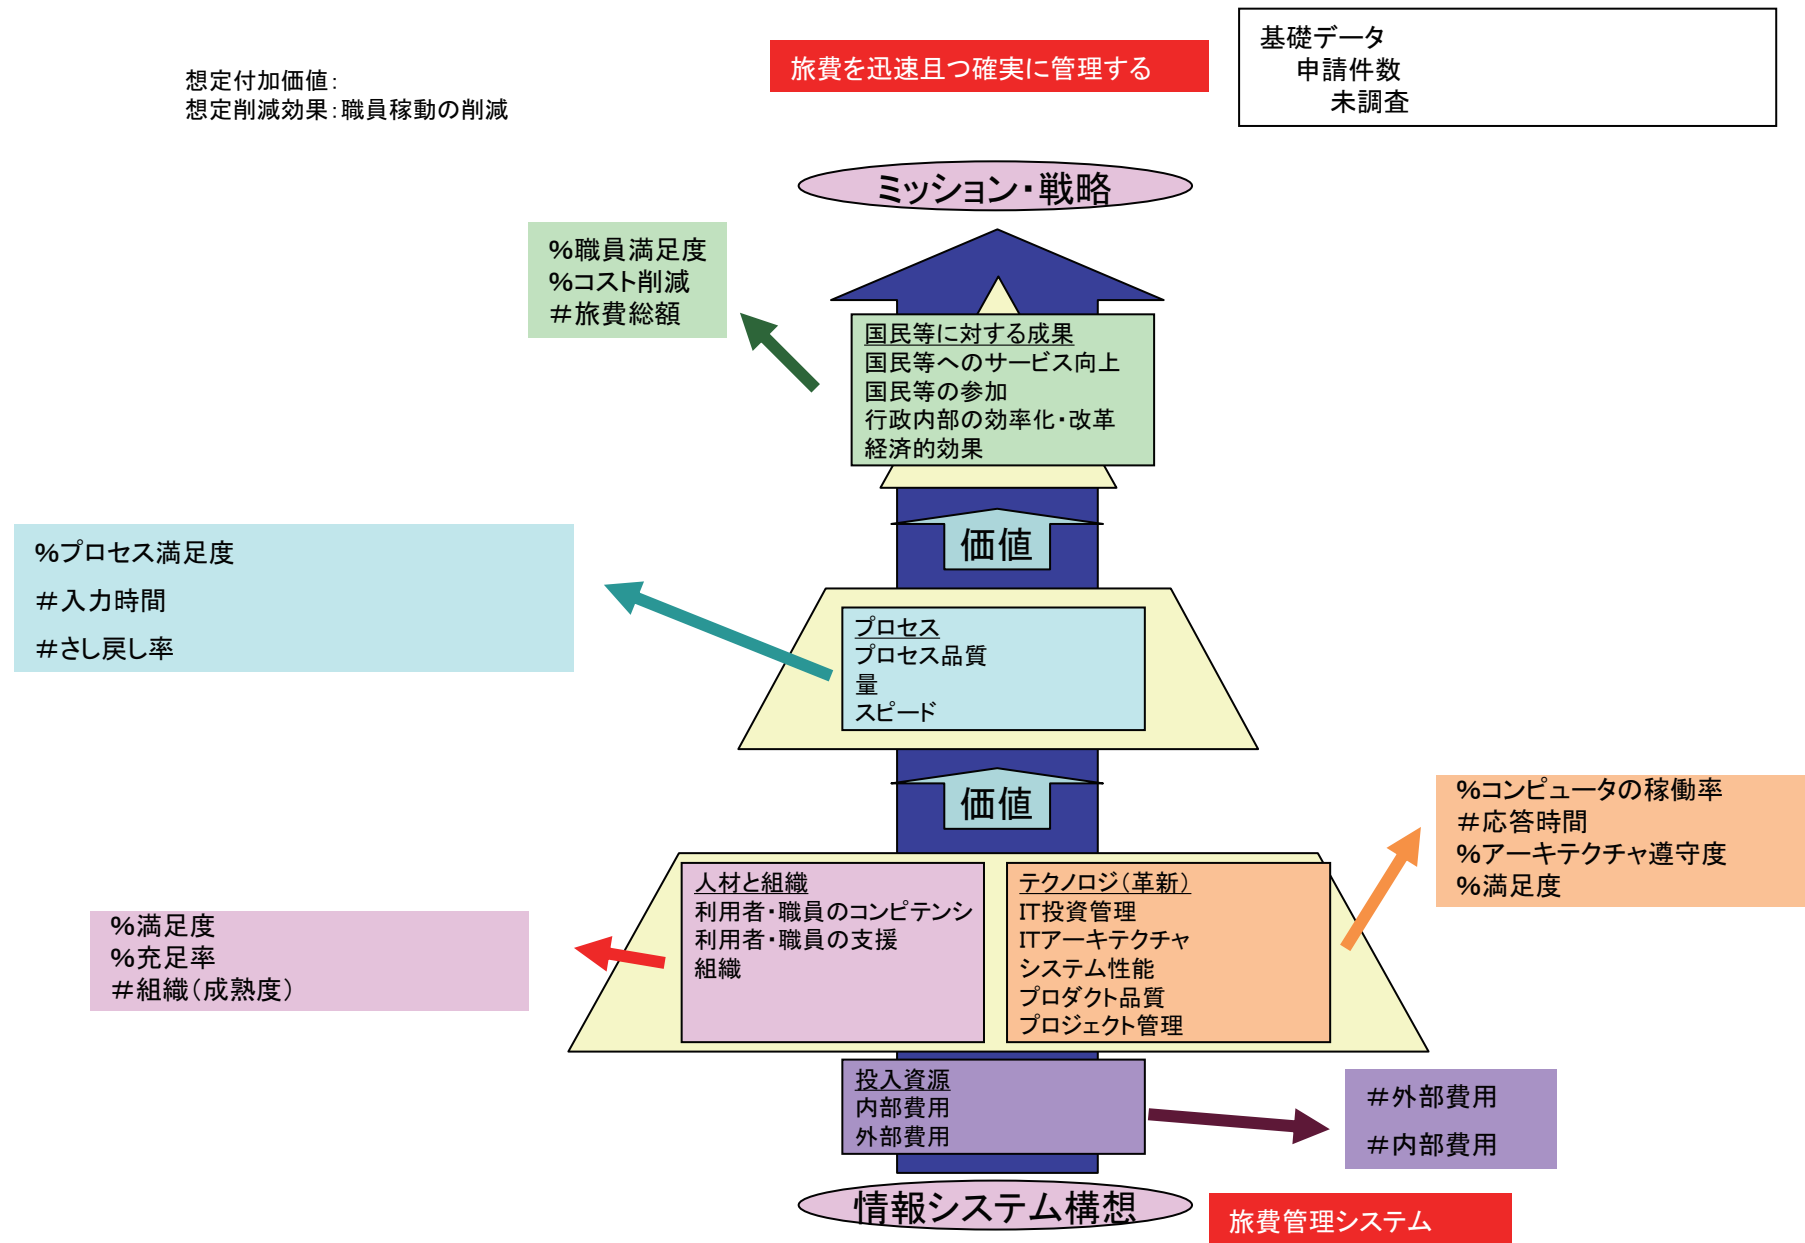 想定付加価値：
想定削減効果：職員稼動の削減
旅費を迅速且つ確実に管理する
基礎データ
申請件数
未調査
ミッション・戦略
%職員満足度
%コスト削減
＃旅費総額
国民等に対する成果
国民等へのサービス向上
国民等の参加
行政内部の効率化・改革
経済的効果
価値
%プロセス満足度
＃入力時間
＃さし戻し率
プロセス
プロセス品質
量
スピード
価値
%コンピュータの稼働率
＃応答時間
%アーキテクチャ遵守度
%満足度
人材と組織
利用者・職員のコンピテンシ
利用者・職員の支援
組織
テクノロジ（革新）
IT投資管理
ITアーキテクチャ
システム性能
プロダクト品質
プロジェクト管理
%満足度
%充足率
＃組織（成熟度）
投入資源
内部費用
外部費用
＃外部費用
＃内部費用
情報システム構想
旅費管理システム